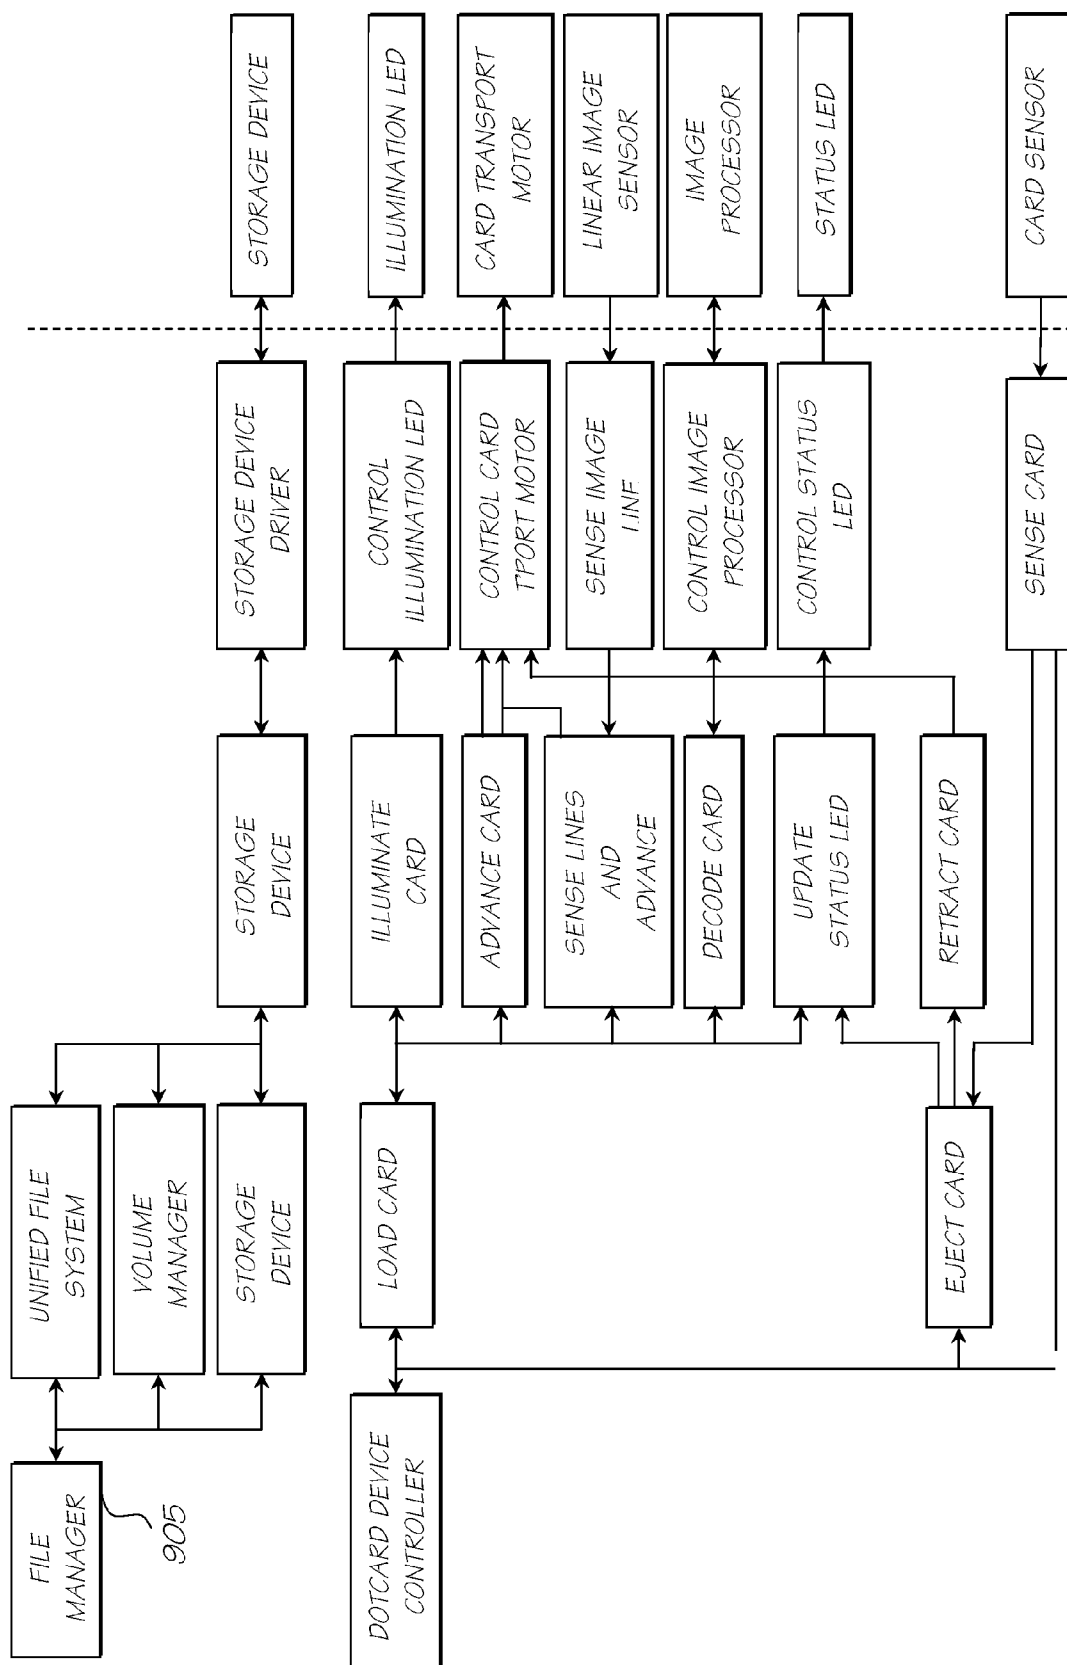 FILE
MANAGER
905
UNIFIED FILE
SYSTEM
VOLUME
MANAGER
STORAGE
DEVICE
STORAGE
DEVICE
STORAGE DEVICE
DRIVER
STORAGE DEVICE
DOTCARD DEVICE
CONTROLLER
LOAD CARD
ILLUMINATE
CARD
CONTROL
ILLUMINATION LED
ILLUMINATION LED
ADVANCE CARD
CONTROL CARD
TPORT MOTOR
CARD TRANSPORT
MOTOR
SENSE LINES
AND
ADVANCE
SENSE IMAGE
LINE
LINEAR IMAGE
SENSOR
DECODE CARD
CONTROL IMAGE
PROCESSOR
IMAGE
PROCESSOR
UPDATE
STATUS LED
CONTROL STATUS
LED
STATUS LED
EJECT CARD
RETRACT CARD
SENSE CARD
CARD SENSOR